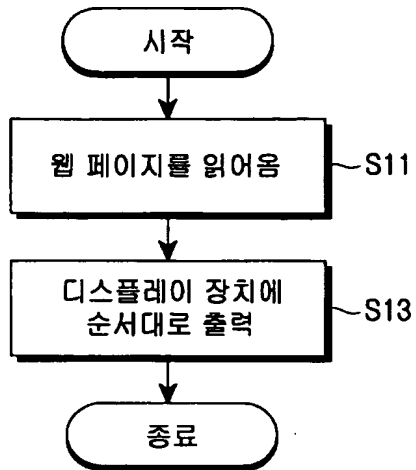 시작
웹 페이지를 읽어옴
S11
디스플레이 장치에
순서대로 출력
S13
종료